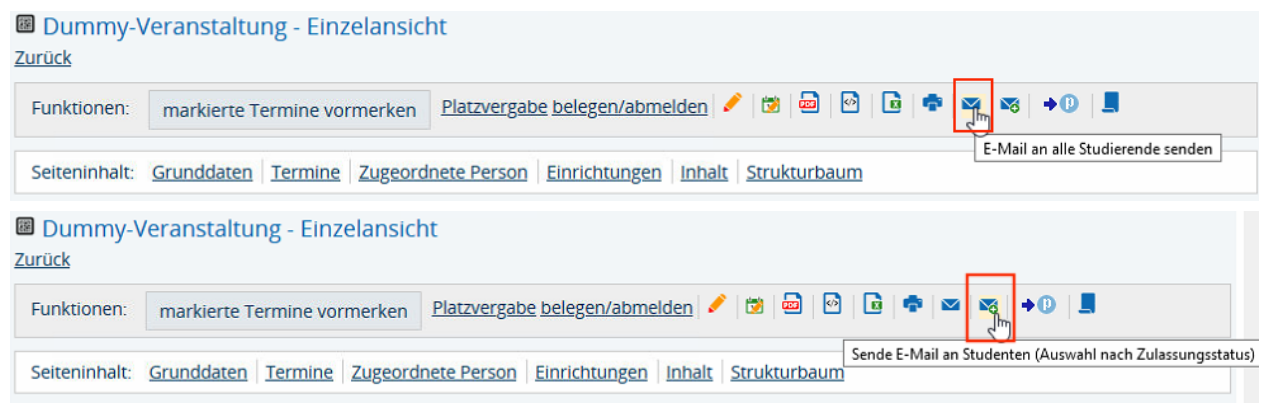 Dummy-Veranstaltung - Einzelansicht
Zurück
Funktionen: markierte Termine vormerken Platzvergabe belegen/abmelden PDF
E-Mail an alle Studierende senden
Seiteninhalt: Grunddaten Termine Zugeordnete Person Einrichtungen Inhalt Strukturbaum
Dummy-Veranstaltung - Einzelansicht
Zurück
Funktionen: markierte Termine vormerken Platzvergabe belegen/abmelden PDF
Sende E-Mail an Studenten (Auswahl nach Zulassungsstatus)
Seiteninhalt: Grunddaten Termine Zugeordnete Person Einrichtungen Inhalt Strukturbaum